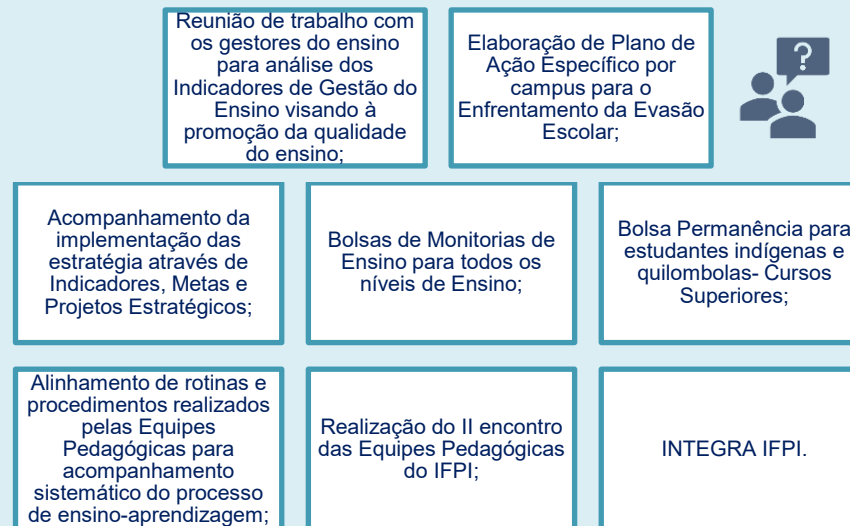 Reunião de trabalho com
os gestores do ensino
para análise dos
Indicadores de Gestão do
Ensino visando à
promoção da qualidade
do ensino;
Elaboração de Plano de
Ação Específico por
campus para o
Enfrentamento da Evasão
Escolar;
?
Acompanhamento da
implementação das
estratégia através de
Indicadores, Metas e
Projetos Estratégicos;
Bolsas de Monitorias de
Ensino para todos os
níveis de Ensino;
Bolsa Permanência para
estudantes indígenas e
quilombolas- Cursos
Superiores;
Alinhamento de rotinas e
procedimentos realizados
pelas Equipes
Pedagógicas para
acompanhamento
sistemático do processo
de ensino-aprendizagem;
Realização do II encontro
das Equipes Pedagógicas
do IFPI;
INTEGRA IFPI.